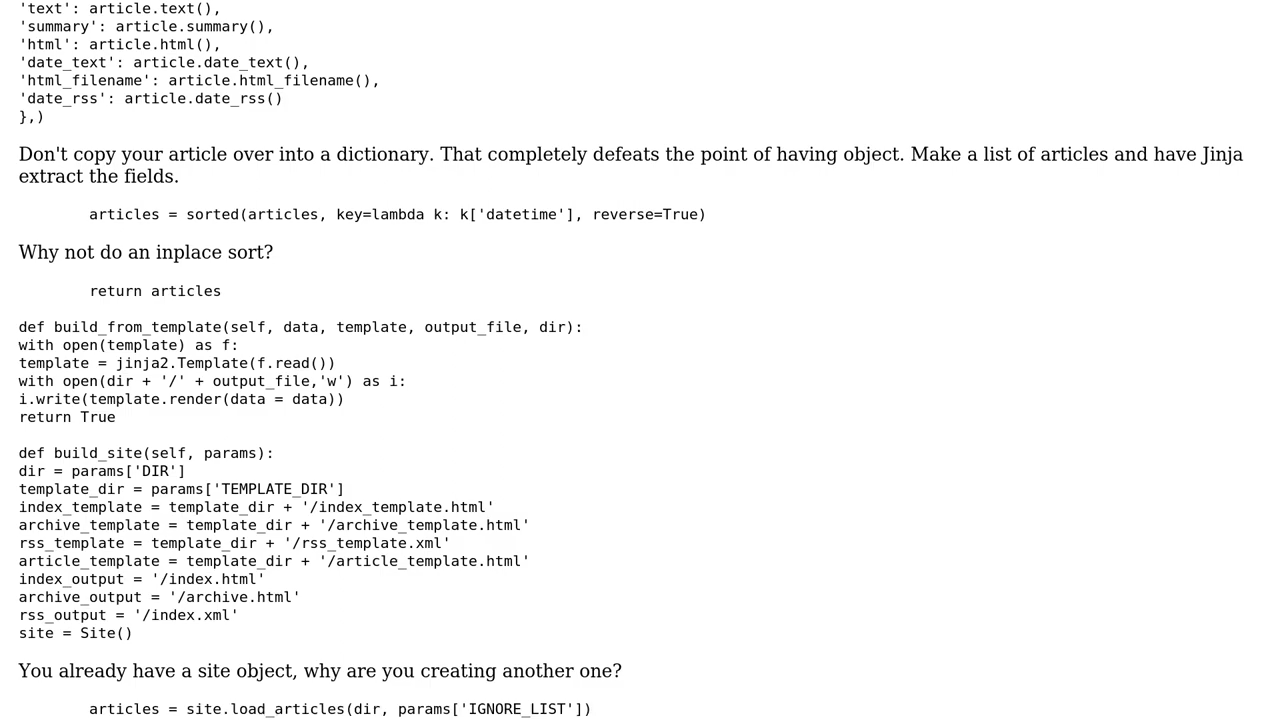 'text': article.text(),
'summary': article.summary(),
'html': article.html(),
'date_text': article.date_text(),
'html_filename': article.html_filename(),
'date_rss': article.date_rss()
},)
Don't copy your article over into a dictionary. That completely defeats the point of having object. Make a list of articles and have Jinja
extract the fields.
articles = sorted(articles, key=lambda k: k['datetime'], reverse=True)
Why not do an inplace sort?
return articles
def build_from_template(self, data, template, output_file, dir):
with open(template) as f:
template = jinja2.Template(f.read())
with open(dir + '/' + output_file,'w') as i:
i.write(template.render(data = data))
return True
def build_site(self, params):
dir = params['DIR']
template_dir = params['TEMPLATE_DIR']
index_template = template_dir + '/index_template.html'
archive_template = template_dir + '/archive_template.html'
rss_template = template_dir + '/rss_template.xml'
article_template = template_dir + '/article_template.html'
index_output = '/index.html'
archive_output = '/archive.html'
rss_output = '/index.xml'
site = Site()
You already have a site object, why are you creating another one?
articles = site.load_articles(dir, params['IGNORE_LIST'])